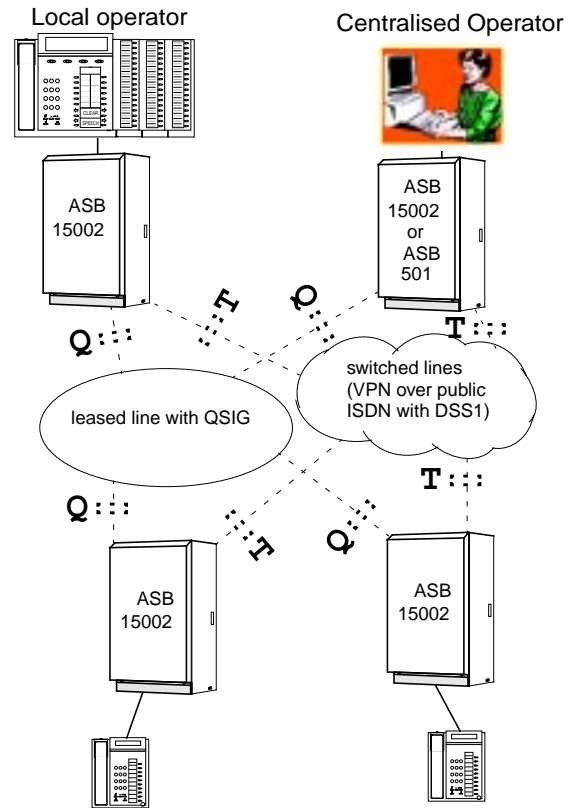 Local operator
Centralised Operator
CLEAR
SPEECH
ASB
15002
ASB
15002
or
ASB
501
Q
T
Q
T
switched lines
(VPN over public
ISDN with DSS1)
leased line with QSIG
T
Q
T
Q
ASB
15002
ASB
15002